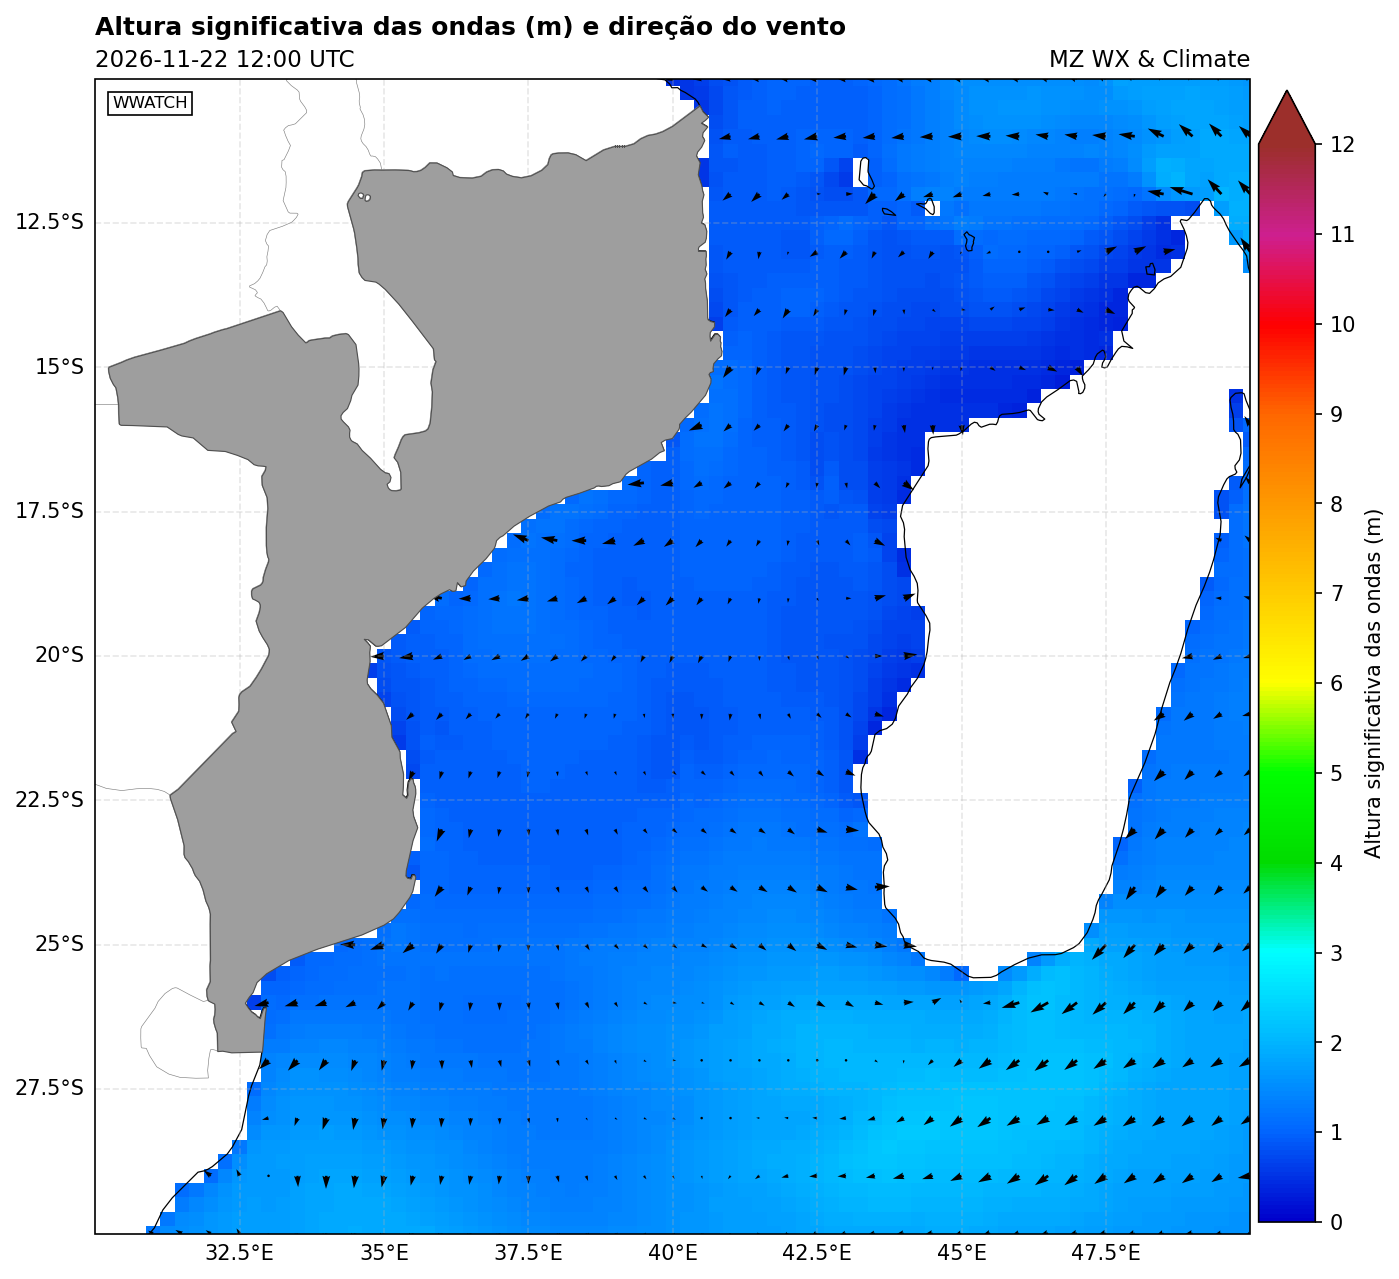 Altura significativa das ondas (m) e direção do vento
2026-11-22 12:00 UTC
MZ WX & Climate
WWATCH
12.5°S
15°S
17.5°S
20°S
22.5°S
25°S
27.5°S
32.5°E
35°E
37.5°E
40°E
42.5°E
45°E
47.5°E
12
11
10
9
8
7
6
5
4
3
2
1
0
Altura significativa das ondas (m)